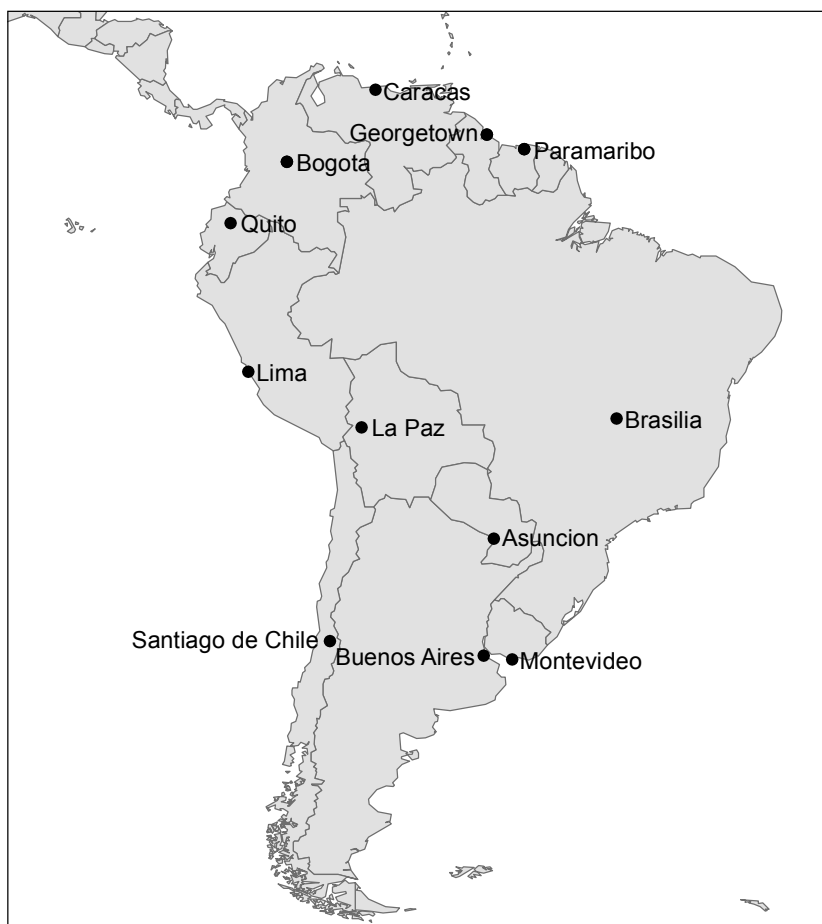 Caracas
Georgetown
Paramaribo
Bogota
Quito
Lima
Brasilia
La Paz
Asuncion
Santiago de Chile
Buenos Aires
Montevideo